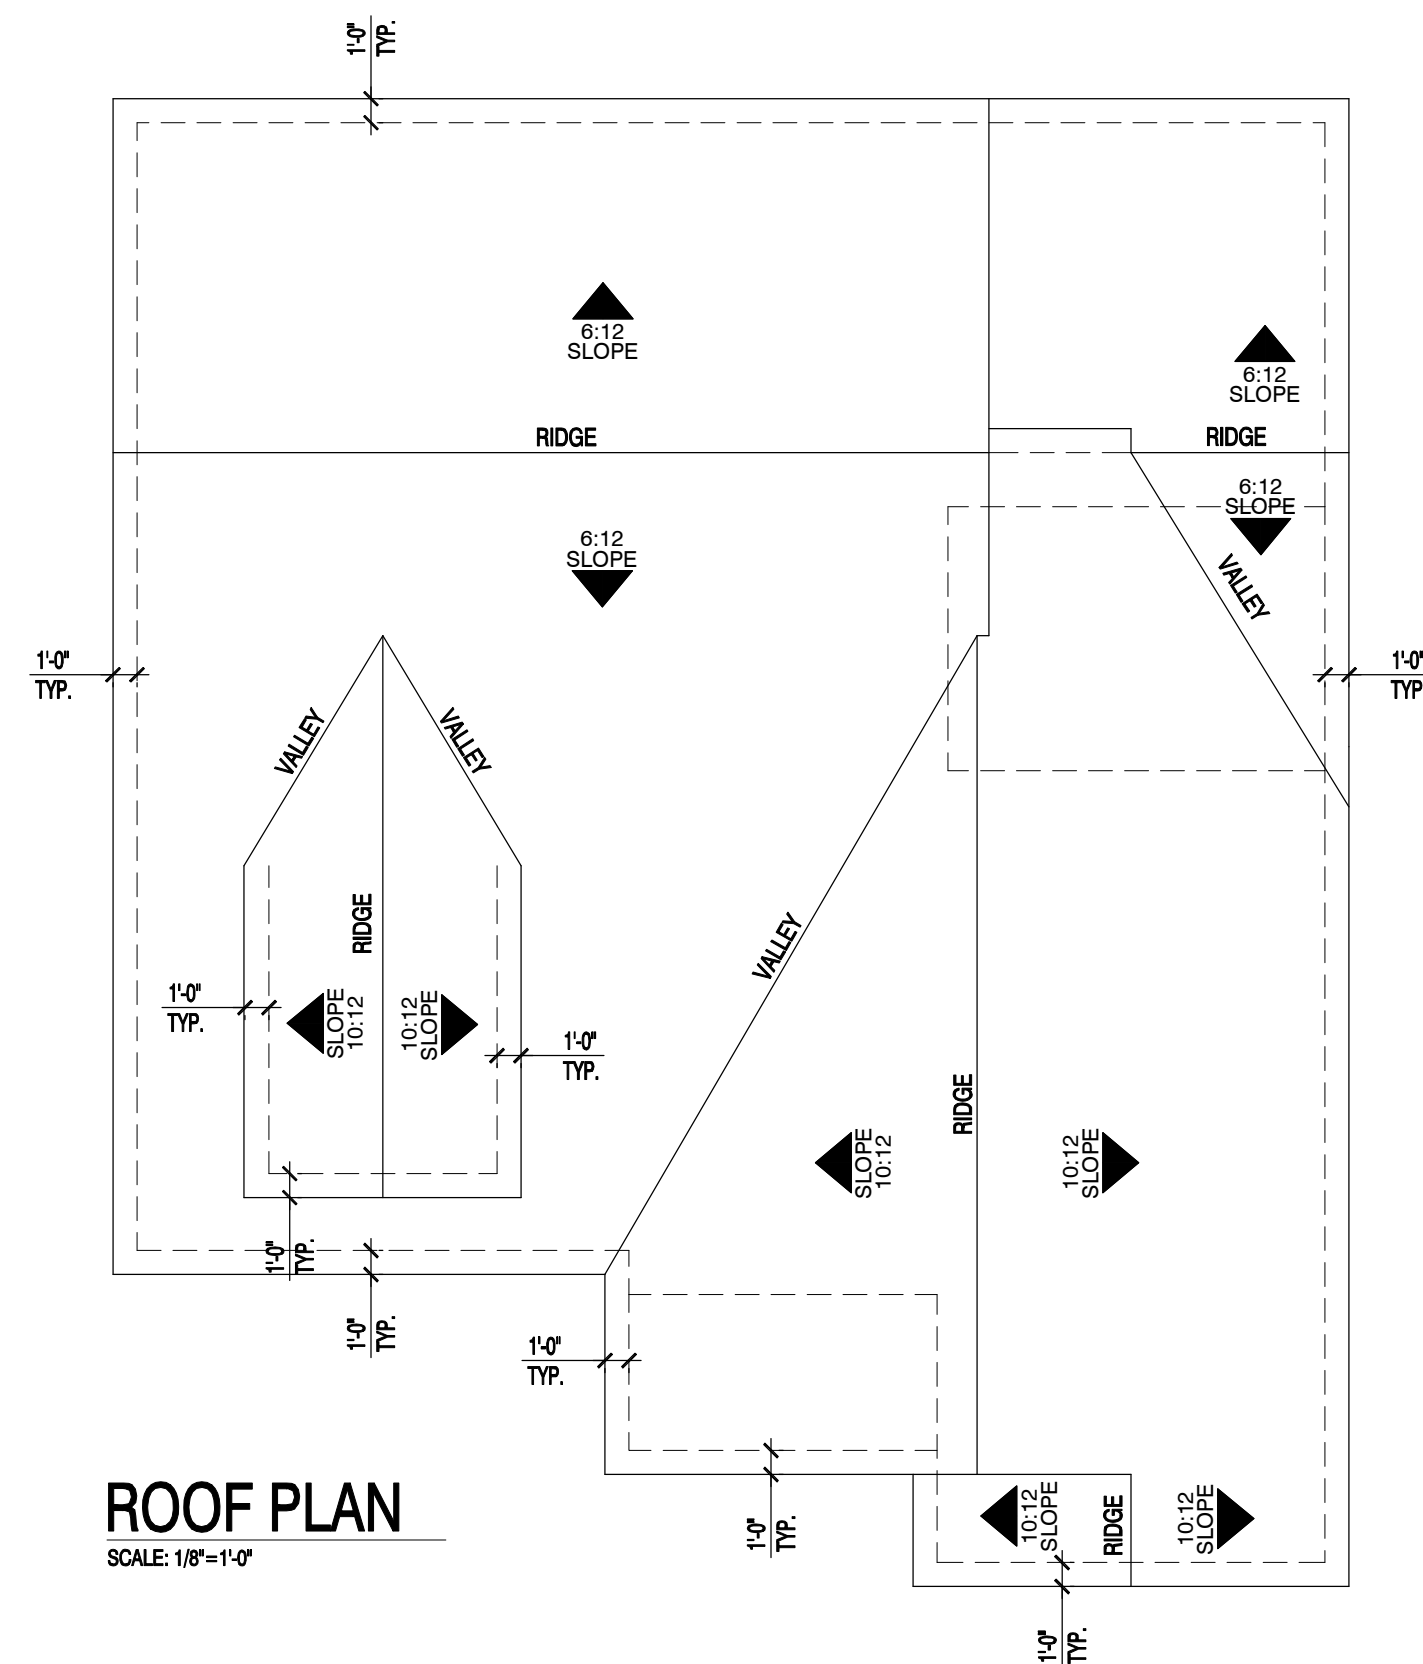 1'-0"
TYP.
6:12
SLOPE
6:12
SLOPE
RIDGE
RIDGE
6:12
SLOPE
6:12
SLOPE
VALLEY
1'-0"
TYP.
1'-0"
TYP
VALLEY
VALLEY
RIDGE
VALLEY
1'-0"
TYP.
SLOPE
10:12
10:12
SLOPE
1'-0"
TYP.
RIDGE
SLOPE
10:12
10:12
SLOPE
1'-0"
TYP.
1'-0"
TYP.
1'-0"
TYP.
ROOF PLAN
SCALE: 1/8"=1'-0"
1'-0"
TYP.
10:12
SLOPE
RIDGE
10:12
SLOPE
1'-0"
TYP.